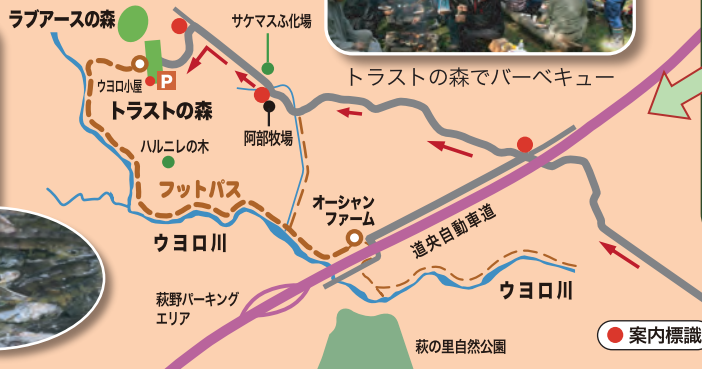 ラブアースの森
サケマスふ化場
トラストの森でバーベキュー
ウヨロ小屋
P
トラストの森
阿部牧場
ハルニレの木
フットパス
オーシャン
ファーム
ウヨロ川
道央自動車道
萩野パーキング
エリア
ウヨロ川
萩の里自然公園
案内標識